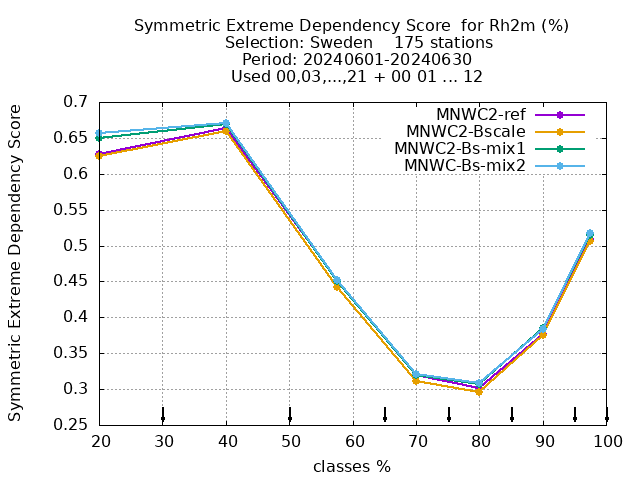 Symmetric Extreme Dependency Score  for Rh2m (%)
Selection: Sweden    175 stations
Period: 20240601-20240630
Used 00,03,...,21 + 00 01 ... 12
Symmetric Extreme Dependency Score
0.7
0.65
0.6
0.55
0.5
0.45
0.4
0.35
0.3
0.25
MNWC2-ref
MNWC2-Bscale
MNWC2-Bs-mix1
MNWC-Bs-mix2
20 30 40 50 60 70 80 90 100
classes %